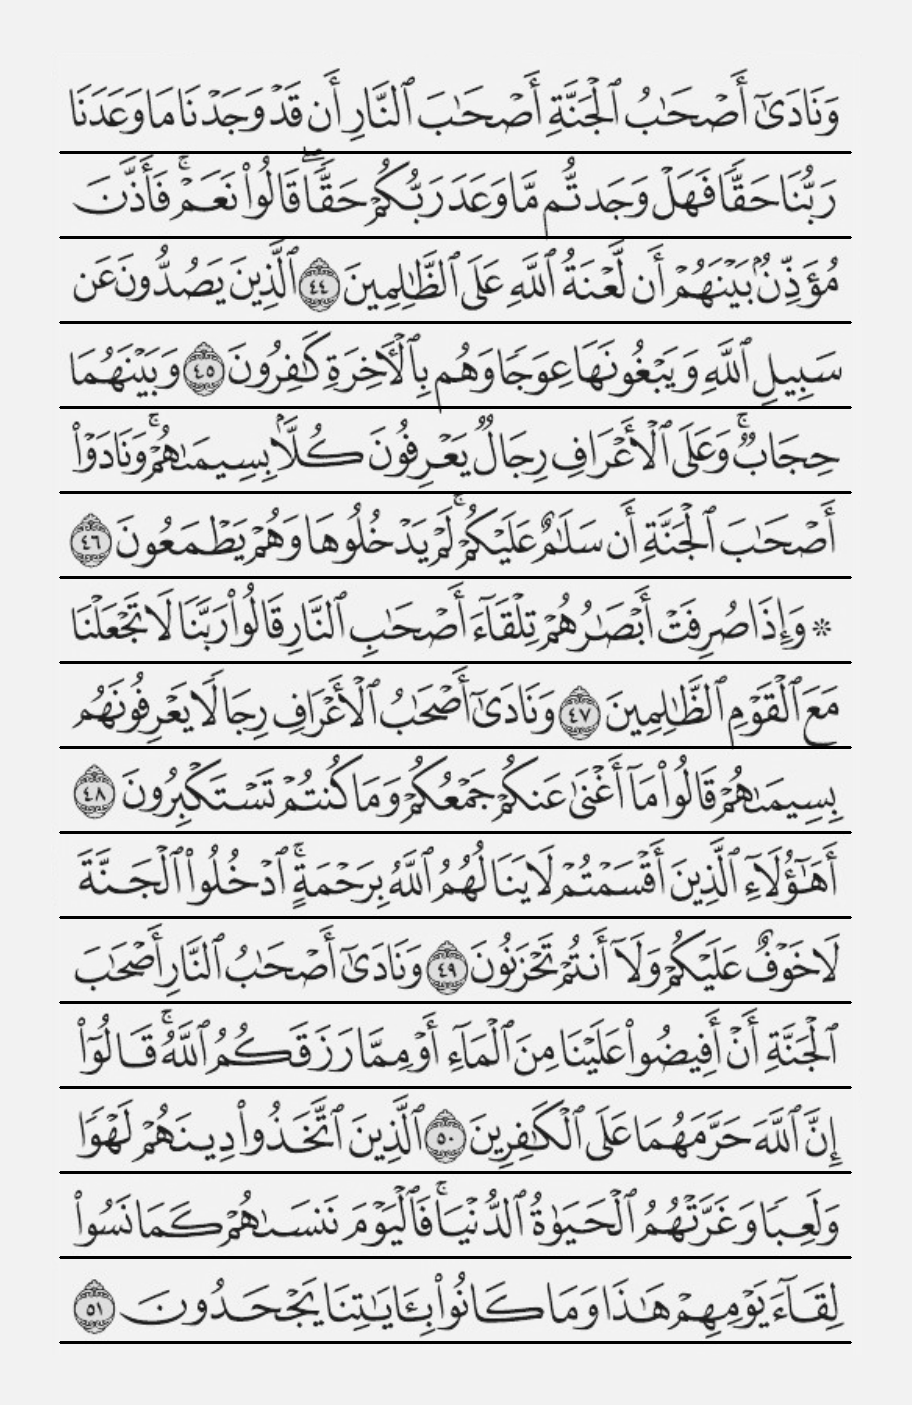 وَنَادَىٰٓ أَصْحَـٰبُ ٱلْجَنَّةِ أَصْحَـٰبَ ٱلنَّارِ أَن قَدْ وَجَدْنَا مَا وَعَدَنَا
رَبُّنَا حَقًّا فَهَلْ وَجَدتُّم مَّا وَعَدَ رَبُّكُمْ حَقًّا ۖ قَالُوا۟ نَعَمْ ۚ فَأَذَّنَ
مُؤَذِّنٌۢ بَيْنَهُمْ أَن لَّعْنَةُ ٱللَّهِ عَلَى ٱلظَّـٰلِمِينَ ٤٤ ٱلَّذِينَ يَصُدُّونَ عَن
سَبِيلِ ٱللَّهِ وَيَبْغُونَهَا عِوَجًا وَهُم بِٱلْـَٔاخِرَةِ كَـٰفِرُونَ ٤٥ وَبَيْنَهُمَا
حِجَابٌ ۚ وَعَلَى ٱلْأَعْرَافِ رِجَالٌ يَعْرِفُونَ كُلًّۢا بِسِيمَىٰهُمْ ۚ وَنَادَوْا۟
أَصْحَـٰبَ ٱلْجَنَّةِ أَن سَلَـٰمٌ عَلَيْكُمْ ۚ لَمْ يَدْخُلُوهَا وَهُمْ يَطْمَعُونَ ٤٦
۞ وَإِذَا صُرِفَتْ أَبْصَـٰرُهُمْ تِلْقَآءَ أَصْحَـٰبِ ٱلنَّارِ قَالُوا۟ رَبَّنَا لَا تَجْعَلْنَا
مَعَ ٱلْقَوْمِ ٱلظَّـٰلِمِينَ ٤٧ وَنَادَىٰٓ أَصْحَـٰبُ ٱلْأَعْرَافِ رِجَالًا يَعْرِفُونَهُم
بِسِيمَىٰهُمْ قَالُوا۟ مَآ أَغْنَىٰ عَنكُمْ جَمْعُكُمْ وَمَا كُنتُمْ تَسْتَكْبِرُونَ ٤٨
أَهَـٰٓؤُلَآءِ ٱلَّذِينَ أَقْسَمْتُمْ لَا يَنَالُهُمُ ٱللَّهُ بِرَحْمَةٍ ۚ ٱدْخُلُوا۟ ٱلْجَنَّةَ
لَا خَوْفٌ عَلَيْكُمْ وَلَآ أَنتُمْ تَحْزَنُونَ ٤٩ وَنَادَىٰٓ أَصْحَـٰبُ ٱلنَّارِ أَصْحَـٰبَ
ٱلْجَنَّةِ أَنْ أَفِيضُوا۟ عَلَيْنَا مِنَ ٱلْمَآءِ أَوْ مِمَّا رَزَقَكُمُ ٱللَّهُ ۚ قَالُوٓا۟
إِنَّ ٱللَّهَ حَرَّمَهُمَا عَلَى ٱلْكَـٰفِرِينَ ٥٠ ٱلَّذِينَ ٱتَّخَذُوا۟ دِينَهُمْ لَهْوًا
وَلَعِبًا وَغَرَّتْهُمُ ٱلْحَيَوٰةُ ٱلدُّنْيَا ۚ فَٱلْيَوْمَ نَنسَىٰهُمْ كَمَا نَسُوا۟
لِقَآءَ يَوْمِهِمْ هَـٰذَا وَمَا كَانُوا۟ بِـَٔايَـٰتِنَا يَجْحَدُونَ ٥١